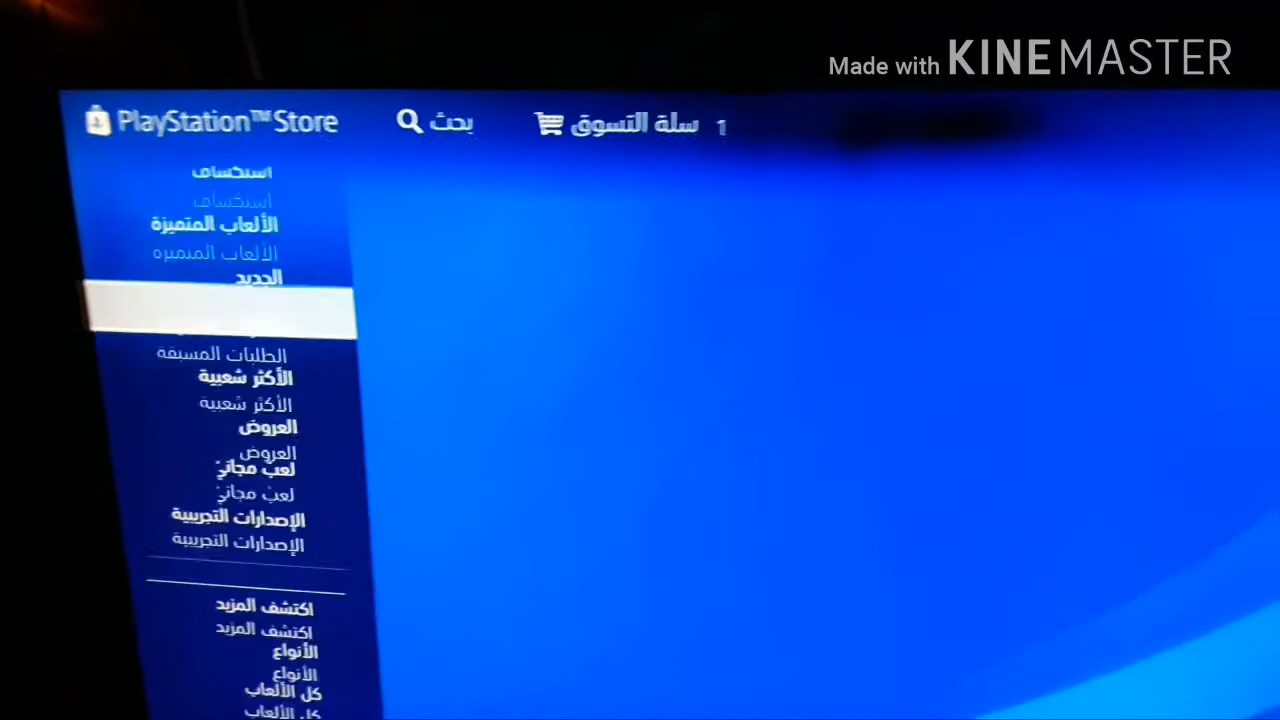 Made with KINEMASTER
PlayStation™Store
بحث
سلة التسوق 1
استكشاف
استكشاف
الألعاب المتميزة
الألعاب المتميزة
الجديد
الطلبات المسبقة
الأكثر شعبية
الأكثر شعبية
العروض
العروض
لعب مجانيّ
لعب مجانيّ
الإصدارات التجريبية
الإصدارات التجريبية
اكتشف المزيد
اكتشف المزيد
الأنواع
الأنواع
كل الألعاب
كل الألعاب